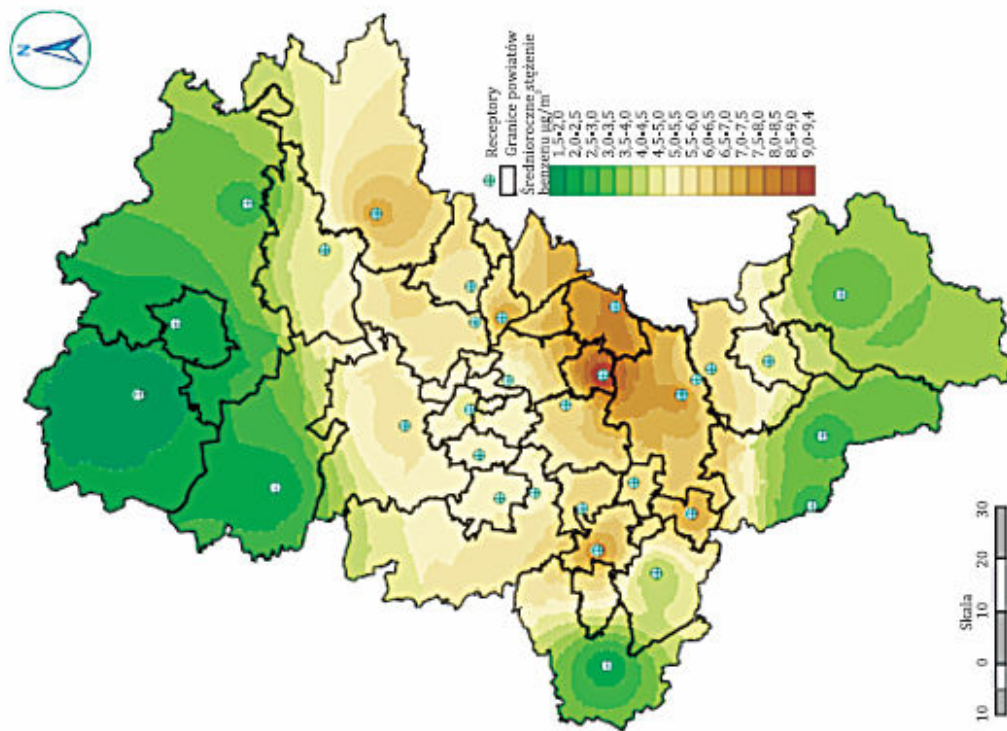 N
Receptory
Granice powiatów
Średnioroczne stężenie
benzenu µg/m³
1,5•2,0
2,0•2,5
2,5•3,0
3,0•3,5
3,5-4,0
4,0•4,5
4,5-5,0
5,0•5,5
5,5-6,0
6,0•6,5
6,5•7,0
7,0-7,5
7,5•8,0
8,0-8,5
8,5•9,0
9,0-9,4
Skala
10 0 10 20 30